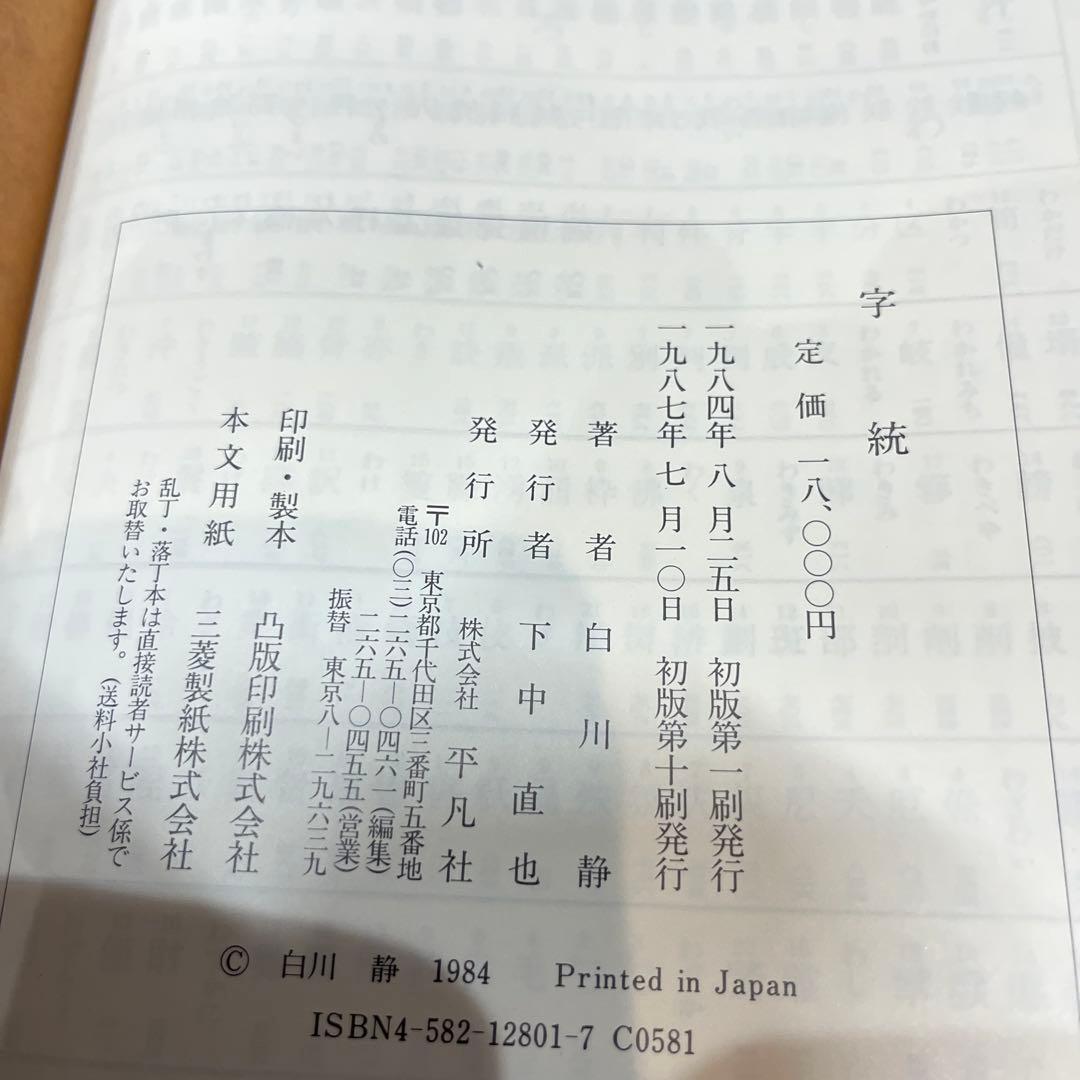 字統
定価 一八、〇〇〇円
一九八四年 八 月二五日 初版第一刷発行
一九八七年 七 月一〇日 初版第十刷発行
著者 白川静
発行者 下中直也
発行所 株式会社 平凡社
〒102 東京都千代田区三番町五番地
電話(〇三)二六五―〇四六一(編集)
二六五―〇四五五(営業)
振替 東京八―二九六三九
印刷・製本 凸版印刷株式会社
本文用紙 三菱製紙株式会社
乱丁・落丁本は直接読者サービス係で
お取替いたします。(送料小社負担)
© 白川 静 1984 Printed in Japan
ISBN4-582-12801-7 C0581